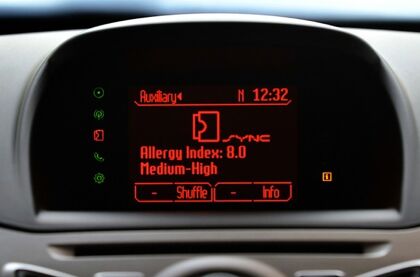 Auxiliary N 12:32
SYNC
Allergy Index: 8.0
Medium-High
- Shuffle - Info